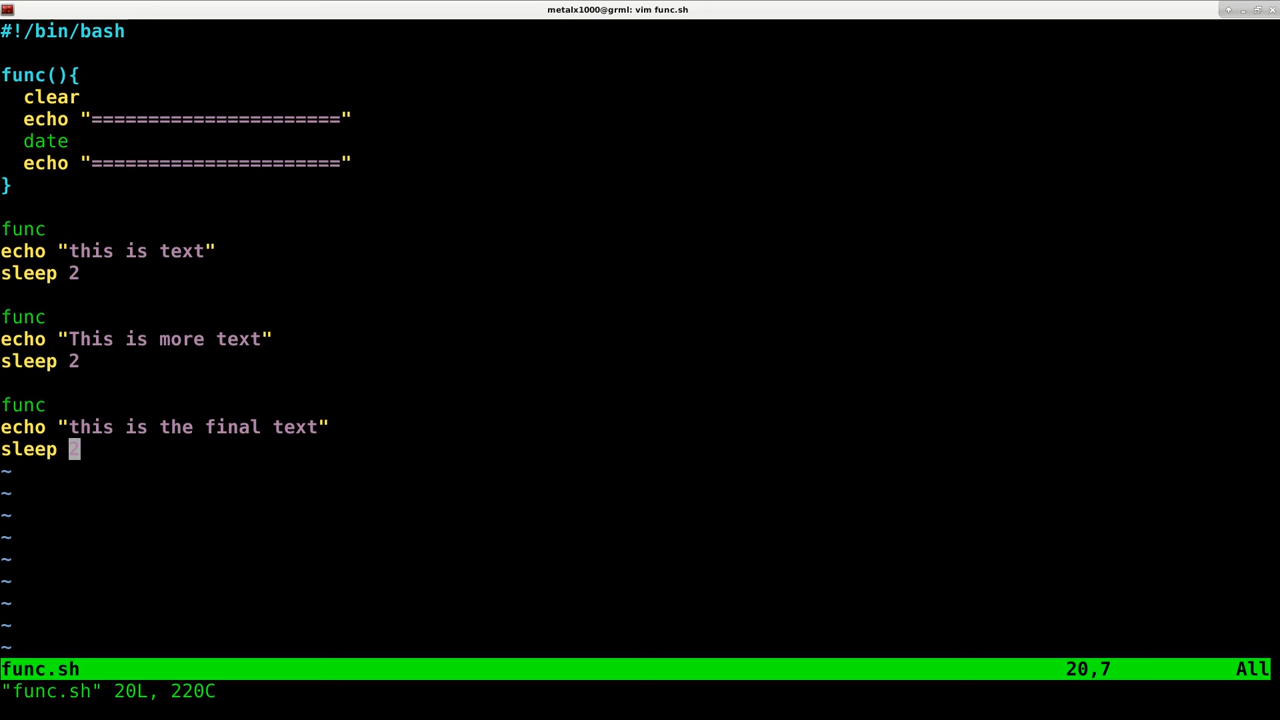 metalx1000@grml: vim func.sh
#!/bin/bash
func(){
  clear
  echo "======================"
  date
  echo "======================"
}
func
echo "this is text"
sleep 2
func
echo "This is more text"
sleep 2
func
echo "this is the final text"
sleep 2
~
~
~
~
~
~
~
~
~
func.sh 20,7 All
"func.sh" 20L, 220C